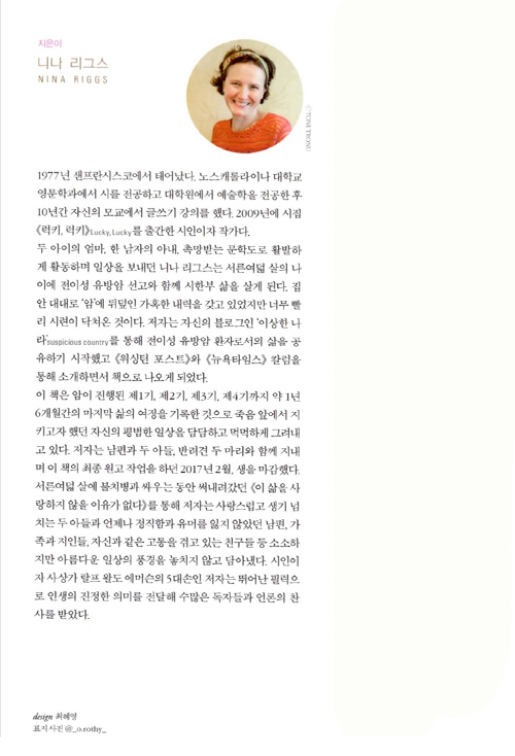 지은이
니나 리그스
NINA RIGGS
1977년 샌프란시스코에서 태어났다. 노스캐롤라이나 대학교
영문학과에서 시를 전공하고 대학원에서 예술학을 전공한 후
10년간 자신의 모교에서 글쓰기 강의를 했다. 2009년에 시집
《럭키, 럭키》Lucky, Lucky를 출간한 시인이자 작가다.
두 아이의 엄마, 한 남자의 아내, 촉망받는 문학도로 활발하
게 활동하며 일상을 보내던 니나 리그스는 서른여덟 살의 나
이에 전이성 유방암 선고와 함께 시한부 삶을 살게 된다. 집
안 대대로 ‘암’에 뒤덮인 가혹한 내력을 갖고 있었지만 너무 빨
리 시련이 닥쳐온 것이다. 저자는 자신의 블로그인 ‘이상한 나
라’suspicious country를 통해 전이성 유방암 환자로서의 삶을 공
유하기 시작했고 《워싱턴 포스트》와 《뉴욕타임스》 칼럼을
통해 소개하면서 책으로 나오게 되었다.
이 책은 암이 진행된 제1기, 제2기, 제3기, 제4기까지 약 1년
6개월간의 마지막 삶의 여정을 기록한 것으로 죽음 앞에서 지
키고자 했던 자신의 평범한 일상을 담담하고 먹먹하게 그려내
고 있다. 저자는 남편과 두 아들, 반려견 두 마리와 함께 지내
며 이 책의 최종 원고 작업을 하던 2017년 2월, 생을 마감했다.
서른여덟 살에 불치병과 싸우는 동안 써내려갔던 《이 삶을 사
랑하지 않을 이유가 없다》를 통해 저자는 사랑스럽고 생기 넘
치는 두 아들과 언제나 정직함과 유머를 잃지 않았던 남편, 가
족과 지인들, 자신과 같은 고통을 겪고 있는 친구들 등 소소하
지만 아름다운 일상의 풍경을 놓치지 않고 담아냈다. 시인이
자 사상가 랄프 왈도 에머슨의 5대손인 저자는 뛰어난 필력으
로 인생의 진정한 의미를 전달해 수많은 독자들과 언론의 찬
사를 받았다.
design 최혜영
표지 사진 @_o.rothy_